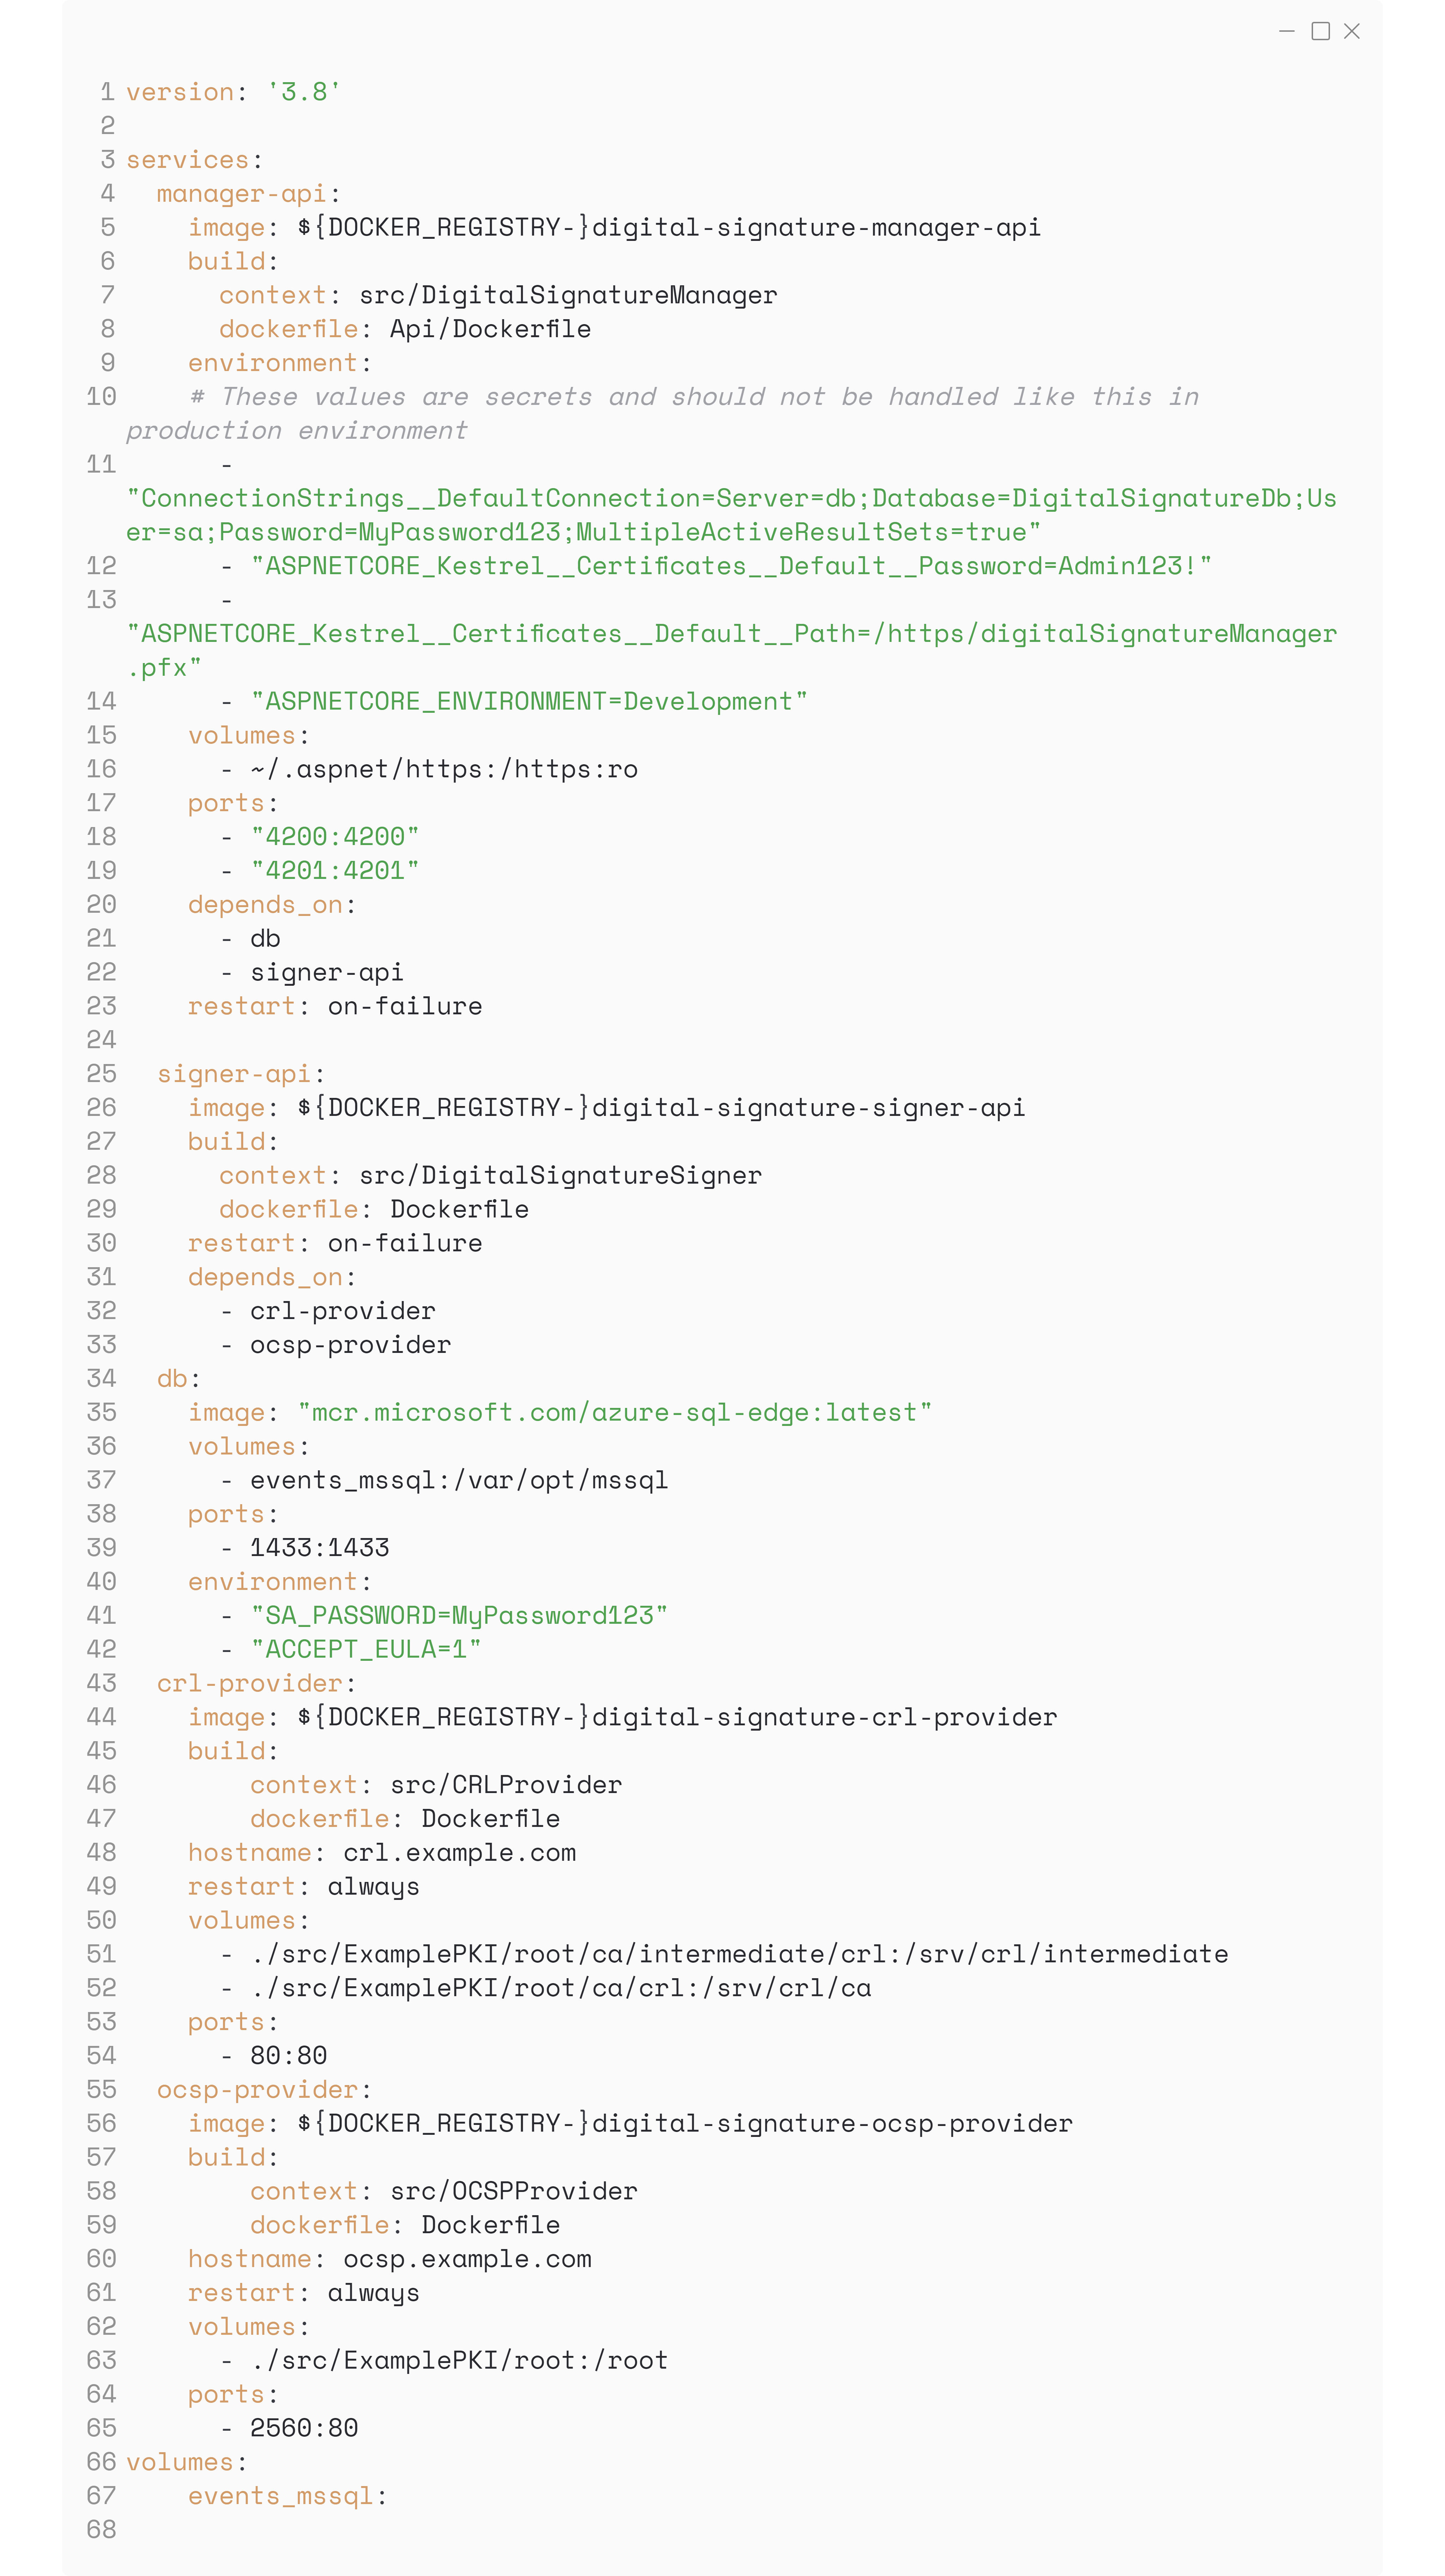 1 version: '3.8'
2
3 services:
4   manager-api:
5     image: ${DOCKER_REGISTRY-}digital-signature-manager-api
6     build:
7       context: src/DigitalSignatureManager
8       dockerfile: Api/Dockerfile
9     environment:
10     # These values are secrets and should not be handled like this in
production environment
11       -
"ConnectionStrings__DefaultConnection=Server=db;Database=DigitalSignatureDb;Us
er=sa;Password=MyPassword123;MultipleActiveResultSets=true"
12       - "ASPNETCORE_Kestrel__Certificates__Default__Password=Admin123!"
13       -
"ASPNETCORE_Kestrel__Certificates__Default__Path=/https/digitalSignatureManager
.pfx"
14       - "ASPNETCORE_ENVIRONMENT=Development"
15     volumes:
16       - ~/.aspnet/https:/https:ro
17     ports:
18       - "4200:4200"
19       - "4201:4201"
20     depends_on:
21       - db
22       - signer-api
23     restart: on-failure
24
25   signer-api:
26     image: ${DOCKER_REGISTRY-}digital-signature-signer-api
27     build:
28       context: src/DigitalSignatureSigner
29       dockerfile: Dockerfile
30     restart: on-failure
31     depends_on:
32       - crl-provider
33       - ocsp-provider
34   db:
35     image: "mcr.microsoft.com/azure-sql-edge:latest"
36     volumes:
37       - events_mssql:/var/opt/mssql
38     ports:
39       - 1433:1433
40     environment:
41       - "SA_PASSWORD=MyPassword123"
42       - "ACCEPT_EULA=1"
43   crl-provider:
44     image: ${DOCKER_REGISTRY-}digital-signature-crl-provider
45     build:
46         context: src/CRLProvider
47         dockerfile: Dockerfile
48     hostname: crl.example.com
49     restart: always
50     volumes:
51       - ./src/ExamplePKI/root/ca/intermediate/crl:/srv/crl/intermediate
52       - ./src/ExamplePKI/root/ca/crl:/srv/crl/ca
53     ports:
54       - 80:80
55   ocsp-provider:
56     image: ${DOCKER_REGISTRY-}digital-signature-ocsp-provider
57     build:
58         context: src/OCSPProvider
59         dockerfile: Dockerfile
60     hostname: ocsp.example.com
61     restart: always
62     volumes:
63       - ./src/ExamplePKI/root:/root
64     ports:
65       - 2560:80
66 volumes:
67     events_mssql:
68